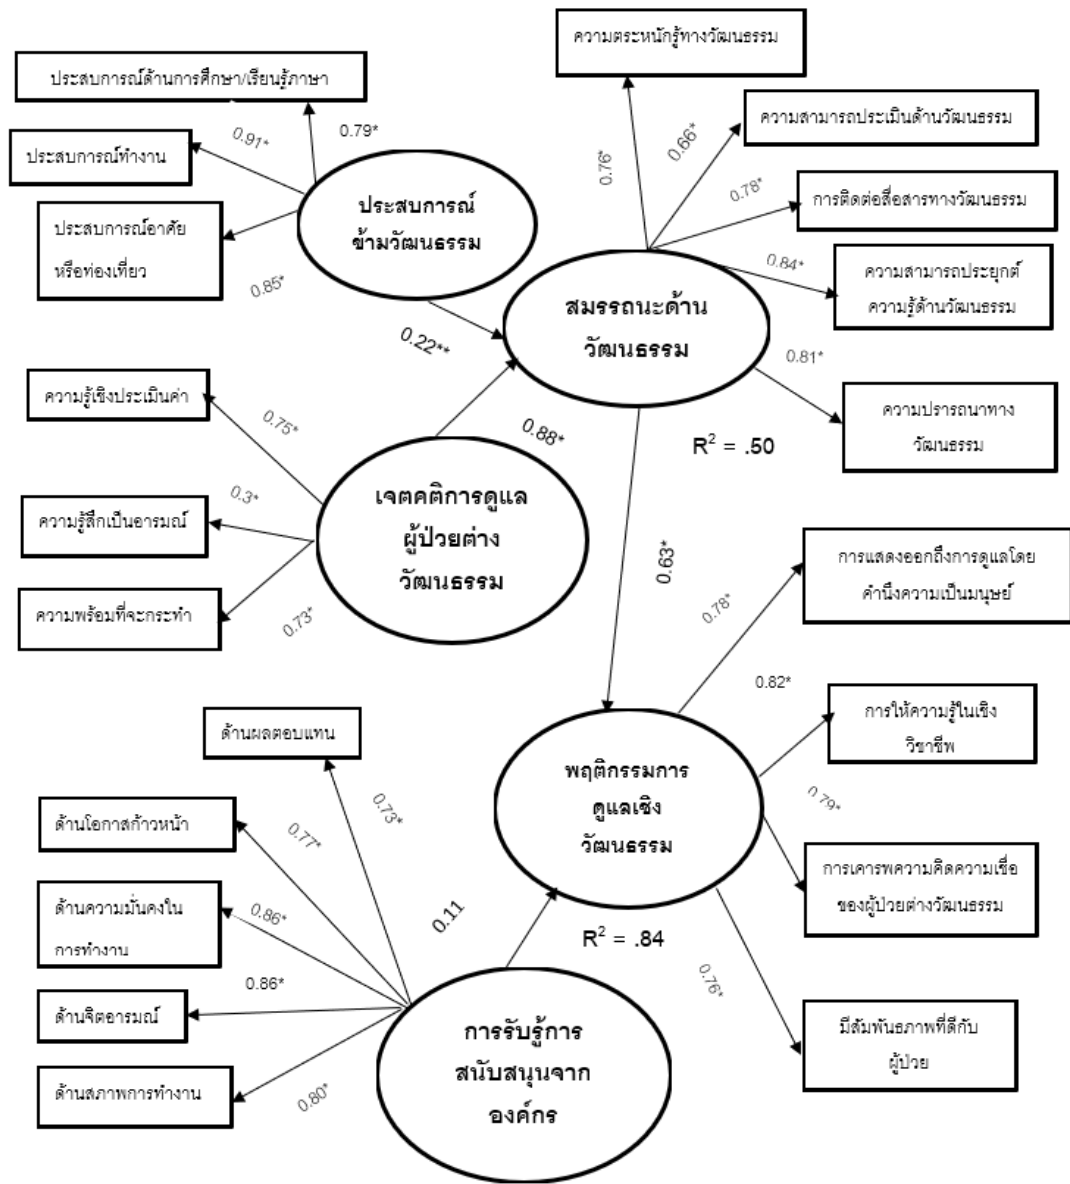 ความตระหนักรู้ทางวัฒนธรรม
ประสบการณ์ด้านการศึกษา/เรียนรู้ภาษา
0.91*
0.79*
ประสบการณ์ทำงาน
ประสบการณ์อาศัย
หรือท่องเที่ยว
0.85*
ประสบการณ์
ข้ามวัฒนธรรม
0.76*
0.66*
ความสามารถประเมินด้านวัฒนธรรม
0.78*
การติดต่อสื่อสารทางวัฒนธรรม
0.84*
ความสามารถประยุกต์
ความรู้ด้านวัฒนธรรม
สมรรถนะด้าน
วัฒนธรรม
0.81*
ความปรารถนาทาง
วัฒนธรรม
R² = .50
0.22**
0.88*
ความรู้เชิงประเมินค่า
0.75*
ความรู้สึกเป็นอารมณ์
0.3*
ความพร้อมที่จะกระทำ
0.73*
เจตคติการดูแล
ผู้ป่วยต่าง
วัฒนธรรม
0.63*
การแสดงออกถึงการดูแลโดย
คำนึงความเป็นมนุษย์
0.78*
0.82*
การให้ความรู้ในเชิง
วิชาชีพ
0.79*
การเคารพความคิดความเชื่อ
ของผู้ป่วยต่างวัฒนธรรม
0.76*
มีสัมพันธภาพที่ดีกับ
ผู้ป่วย
พฤติกรรมการ
ดูแลเชิง
วัฒนธรรม
R² = .84
0.11
ด้านผลตอบแทน
0.73*
ด้านโอกาสก้าวหน้า
0.77*
ด้านความมั่นคงใน
การทำงาน
0.86*
ด้านจิตอารมณ์
0.86*
ด้านสภาพการทำงาน
0.80*
การรับรู้การ
สนับสนุนจาก
องค์กร